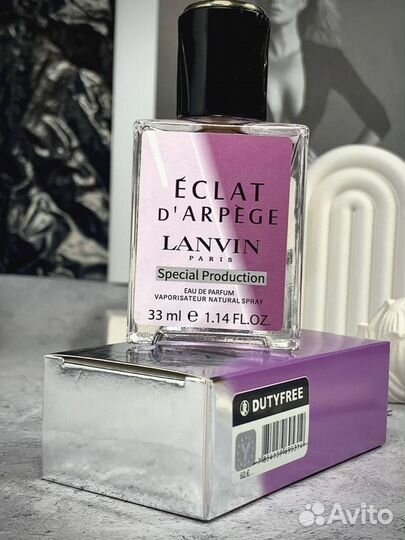 ÉCLAT
D'ARPÈGE
LANVIN
PARIS
Special Production
EAU DE PARFUM
VAPORISATEUR NATURAL SPRAY
33 ml e 1.14 FL.OZ.
DUTYFREE
60 €
Avito